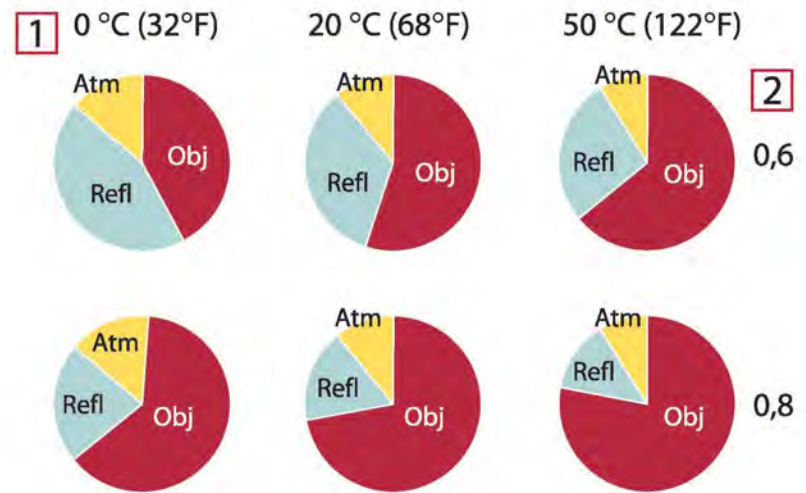 1 0 °C (32°F) 20 °C (68°F) 50 °C (122°F)
Atm Obj Refl
Atm Obj Refl
Atm Obj Refl
2
0,6
Atm Obj Refl
Atm Obj Refl
Atm Obj Refl
0,8